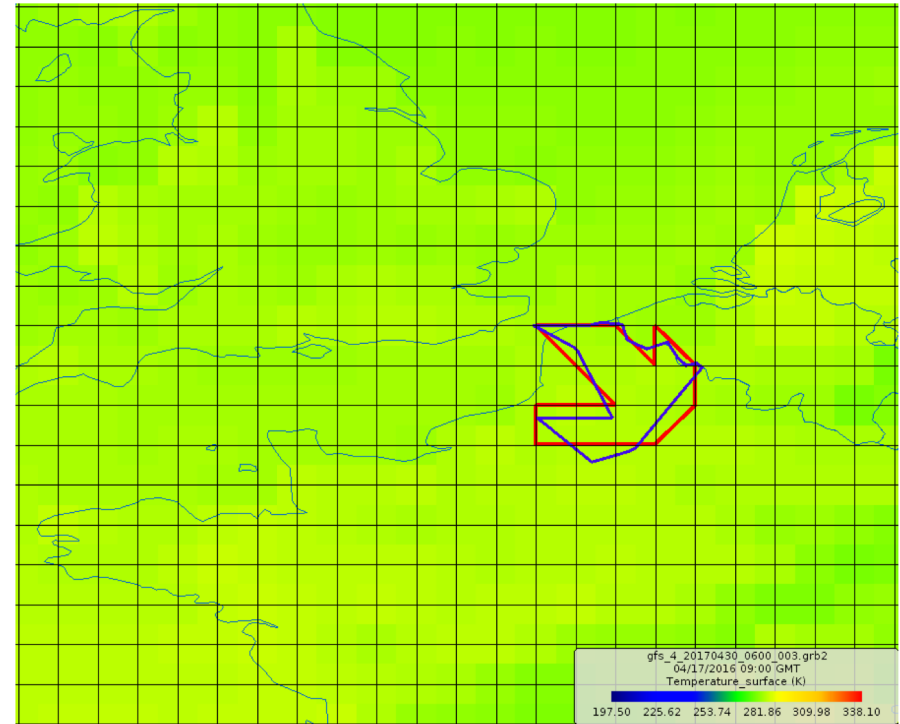 gfs_4_20170430_0600_003.grb2
04/17/2016 09:00 GMT
Temperature_surface (K)
197.50 225.62 253.74 281.86 309.98 338.10